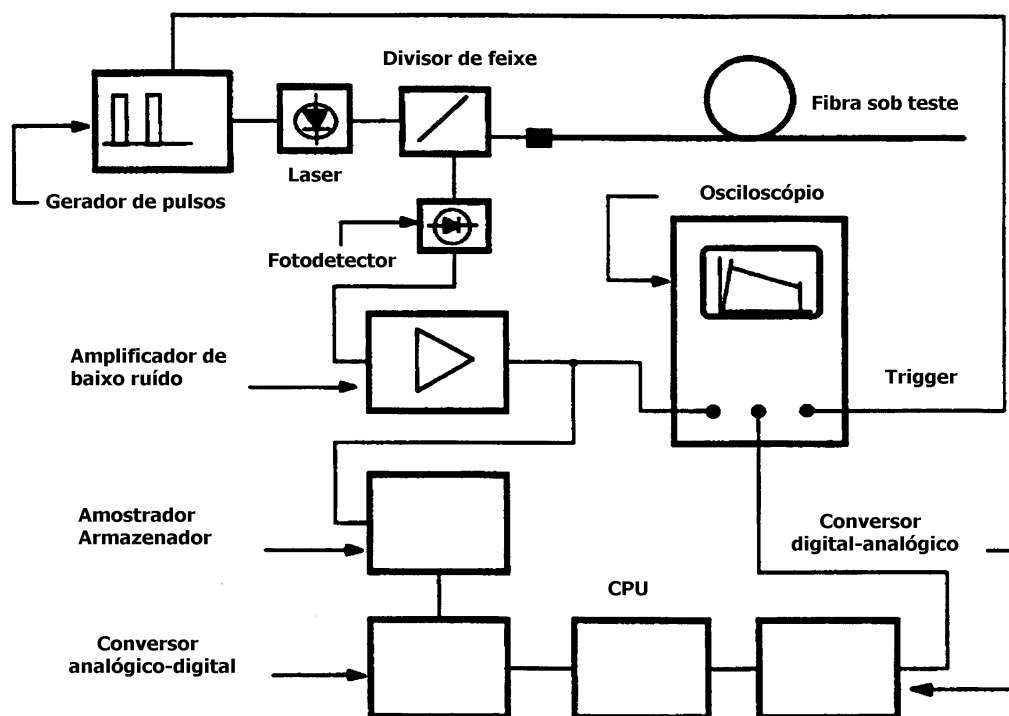 Divisor de feixe
Fibra sob teste
Laser
Gerador de pulsos
Osciloscópio
Fotodetector
Amplificador de
baixo ruído
Trigger
Amostrador
Armazenador
Conversor
digital-analógico
CPU
Conversor
analógico-digital